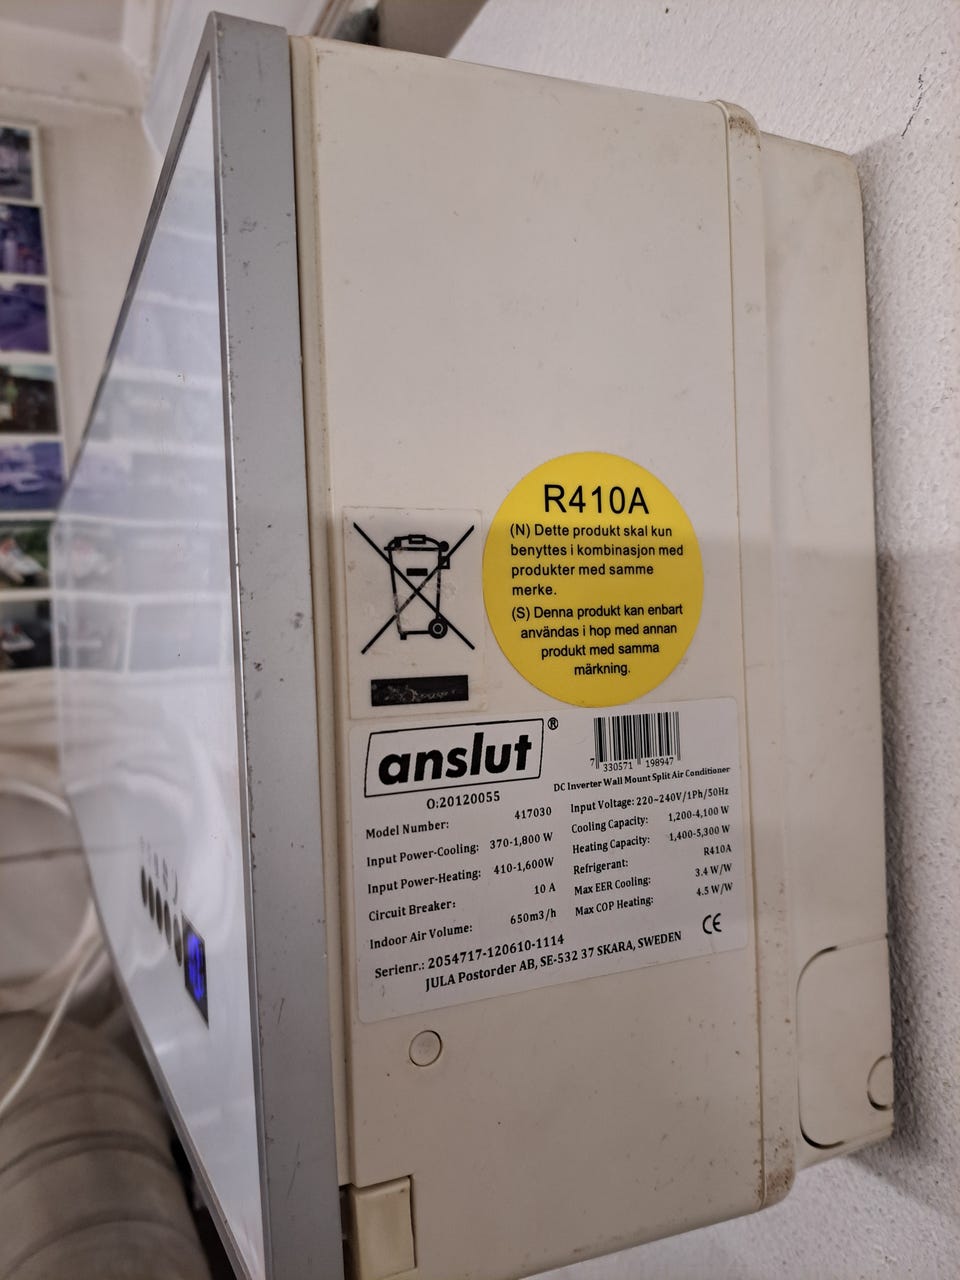 R410A
(N) Dette produkt skal kun
benyttes i kombinasjon med
produkter med samme
merke.
(S) Denna produkt kan enbart
användas i hop med annan
produkt med samma
märkning.
anslut®
O:20120055
7 330571 198947
DC Inverter Wall Mount Split Air Conditioner
Model Number: 417030
Input Power-Cooling: 370-1,800 W
Input Power-Heating: 410-1,600W
Circuit Breaker: 10 A
Indoor Air Volume: 650m3/h
Input Voltage: 220~240V/1Ph/50Hz
Cooling Capacity: 1,200-4,100 W
Heating Capacity: 1,400-5,300 W
Refrigerant: R410A
Max EER Cooling: 3.4 W/W
Max COP Heating: 4.5 W/W
Serienr.: 2054717-120610-1114
JULA Postorder AB, SE-532 37 SKARA, SWEDEN
CE